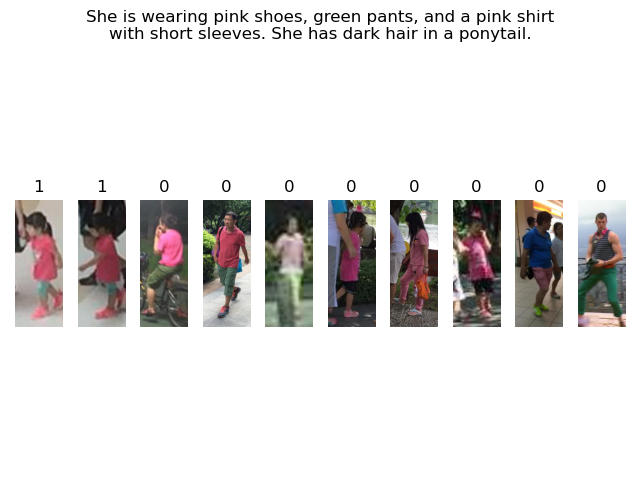 She is wearing pink shoes, green pants, and a pink shirt
with short sleeves. She has dark hair in a ponytail.
1 1 0 0 0 0 0 0 0 0